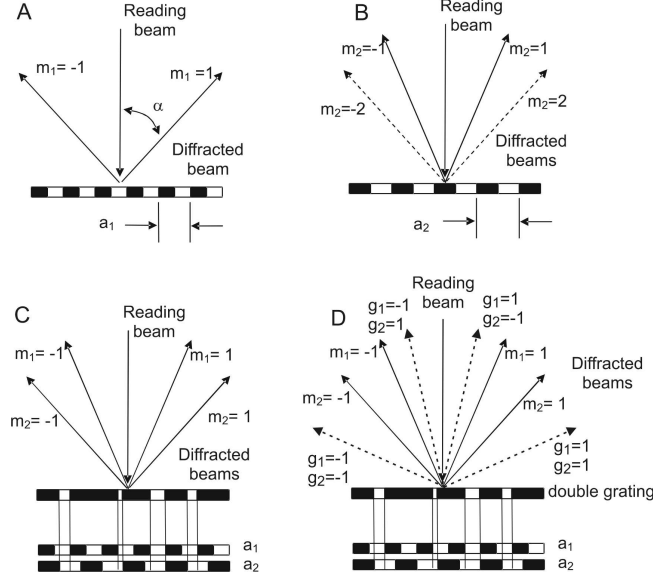 A
Reading
beam
m1= -1
m1 = 1
α
Diffracted
beam
a1
B
Reading
beam
m2=-1
m2=1
m2=-2
m2=2
Diffracted
beams
a2
C
Reading
beam
m1= -1
m1= 1
m2= -1
m2= 1
Diffracted
beams
a1
a2
D
Reading
beam
g1=-1
g2=1
g1=1
g2=-1
m1= -1
m1= 1
Diffracted
beams
m2= -1
m2= 1
g1=-1
g2=-1
g1=1
g2=1
double grating
a1
a2